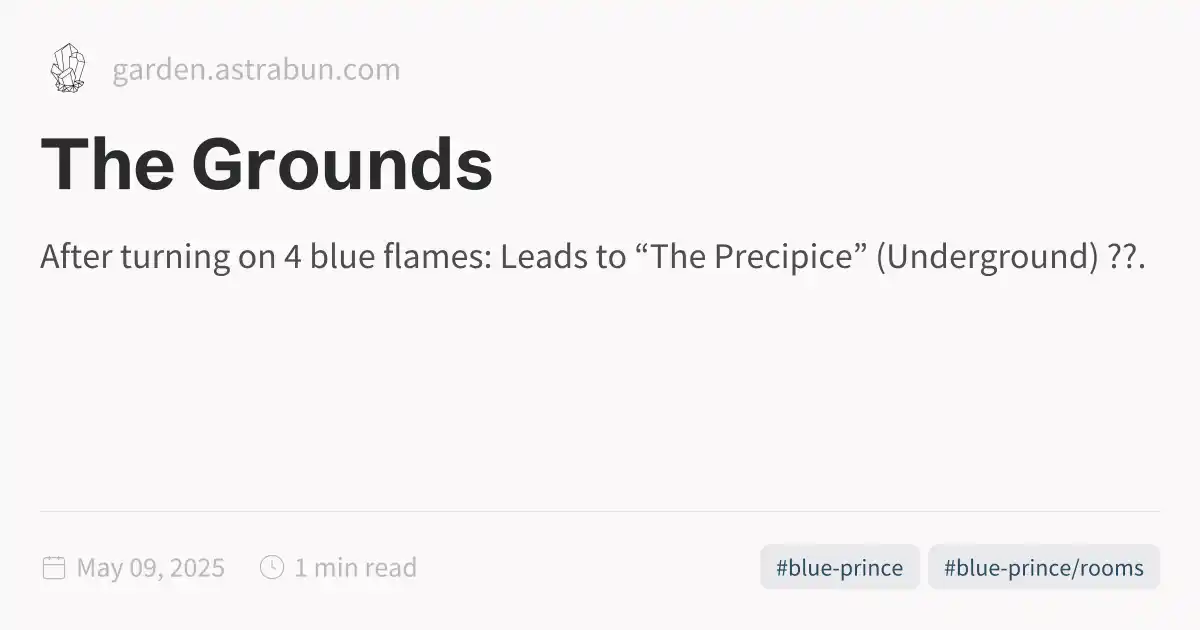 garden.astrabun.com
The Grounds
After turning on 4 blue flames: Leads to “The Precipice” (Underground) ??.
May 09, 2025
1 min read
#blue-prince
#blue-prince/rooms